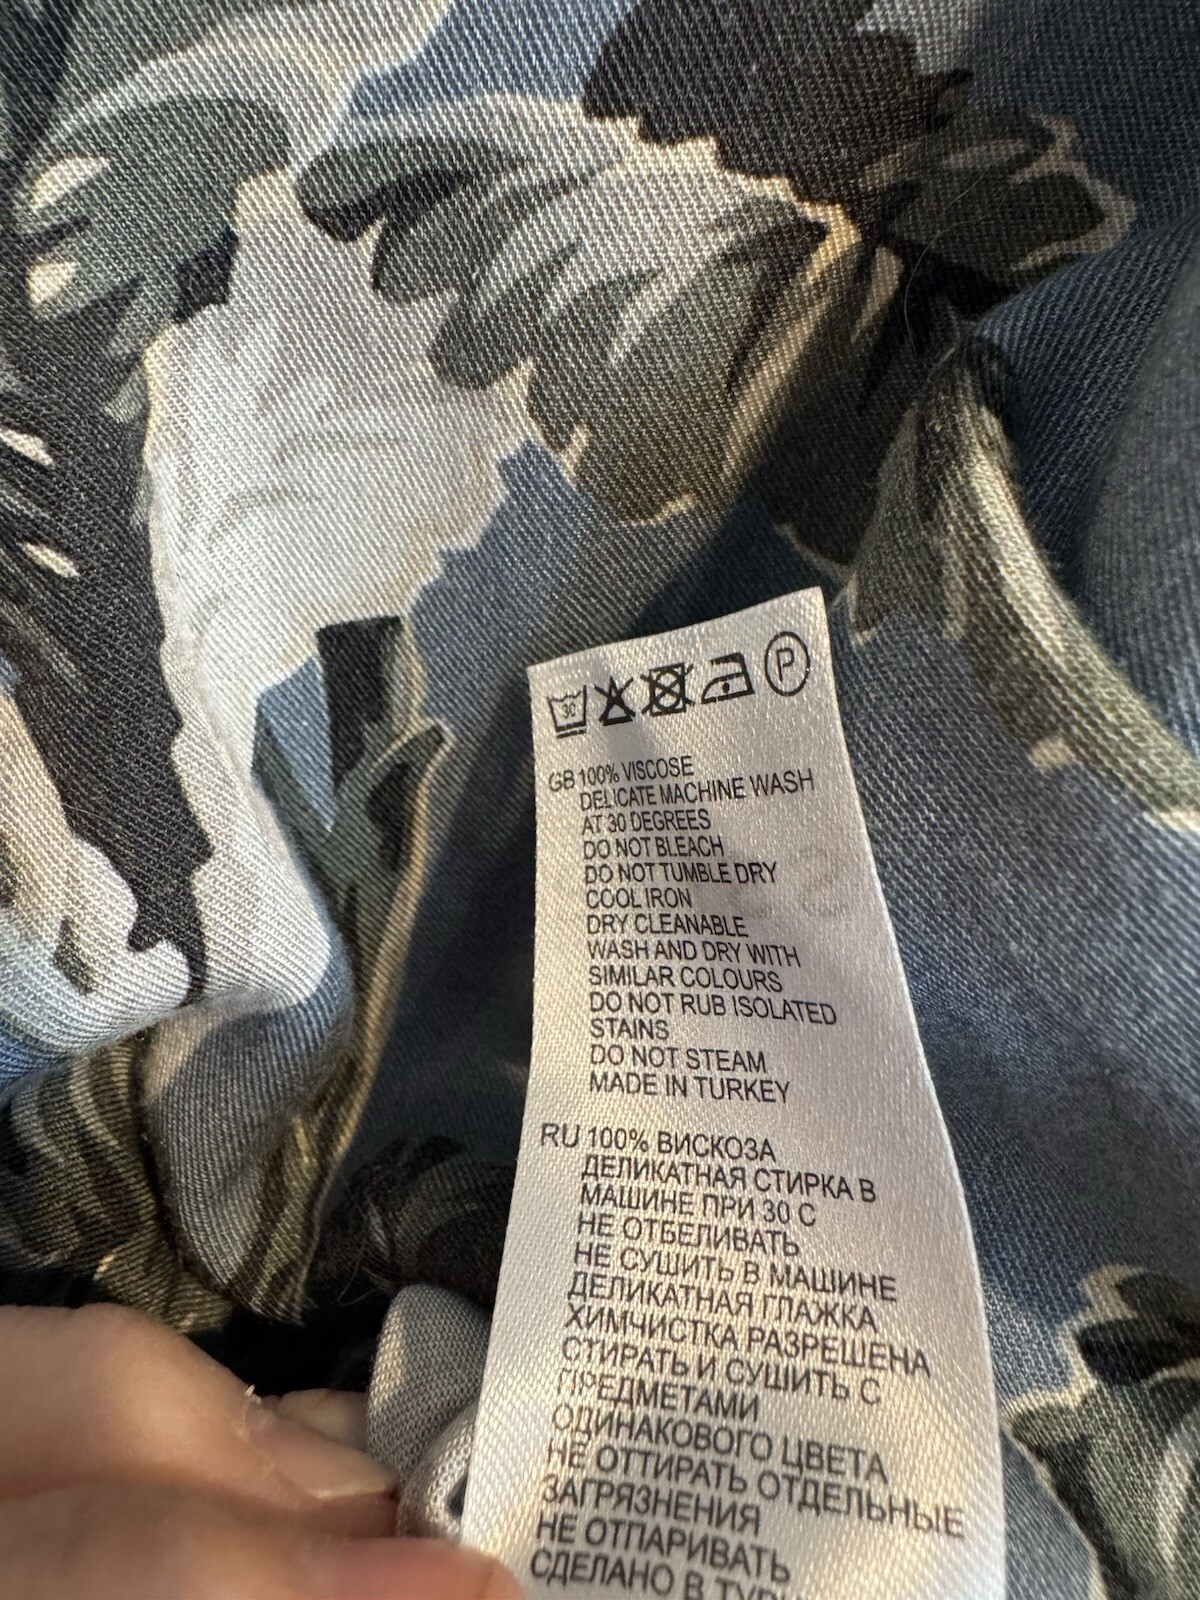 30
P
GB 100% VISCOSE
DELICATE MACHINE WASH
AT 30 DEGREES
DO NOT BLEACH
DO NOT TUMBLE DRY
COOL IRON
DRY CLEANABLE
WASH AND DRY WITH
SIMILAR COLOURS
DO NOT RUB ISOLATED
STAINS
DO NOT STEAM
MADE IN TURKEY
RU 100% ВИСКОЗА
ДЕЛИКАТНАЯ СТИРКА В
МАШИНЕ ПРИ 30 С
НЕ ОТБЕЛИВАТЬ
НЕ СУШИТЬ В МАШИНЕ
ДЕЛИКАТНАЯ ГЛАЖКА
ХИМЧИСТКА РАЗРЕШЕНА
СТИРАТЬ И СУШИТЬ С
ПРЕДМЕТАМИ
ОДИНАКОВОГО ЦВЕТА
НЕ ОТТИРАТЬ ОТДЕЛЬНЫЕ
ЗАГРЯЗНЕНИЯ
НЕ ОТПАРИВАТЬ
СДЕЛАНО В